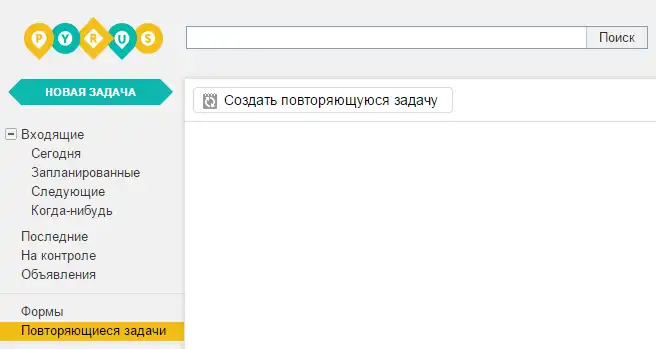 PYRUS
Поиск
НОВАЯ ЗАДАЧА
Создать повторяющуюся задачу
Входящие
Сегодня
Запланированные
Следующие
Когда-нибудь
Последние
На контроле
Объявления
Формы
Повторяющиеся задачи